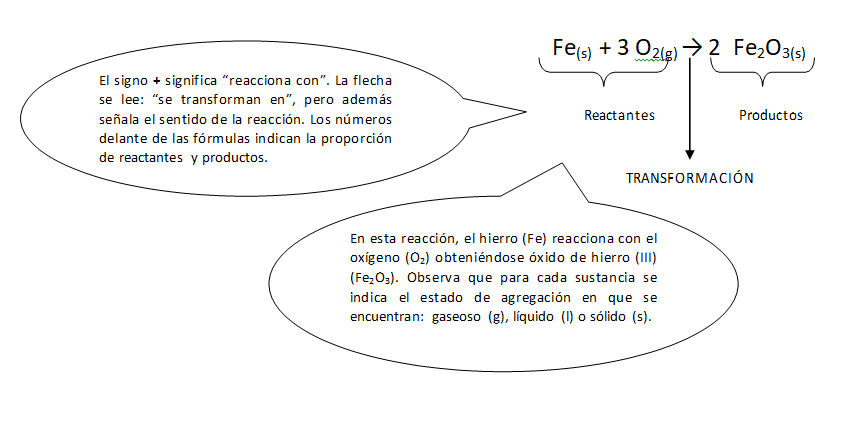 Fe(s) + 3 O2(g) → 2 Fe2O3(s)
Reactantes Productos
TRANSFORMACIÓN
El signo + significa “reacciona con”. La flecha
se lee: “se transforman en”, pero además
señala el sentido de la reacción. Los números
delante de las fórmulas indican la proporción
de reactantes y productos.
En esta reacción, el hierro (Fe) reacciona con el
oxígeno (O2) obteniéndose óxido de hierro (III)
(Fe2O3). Observa que para cada sustancia se
indica el estado de agregación en que se
encuentran: gaseoso (g), líquido (l) o sólido (s).